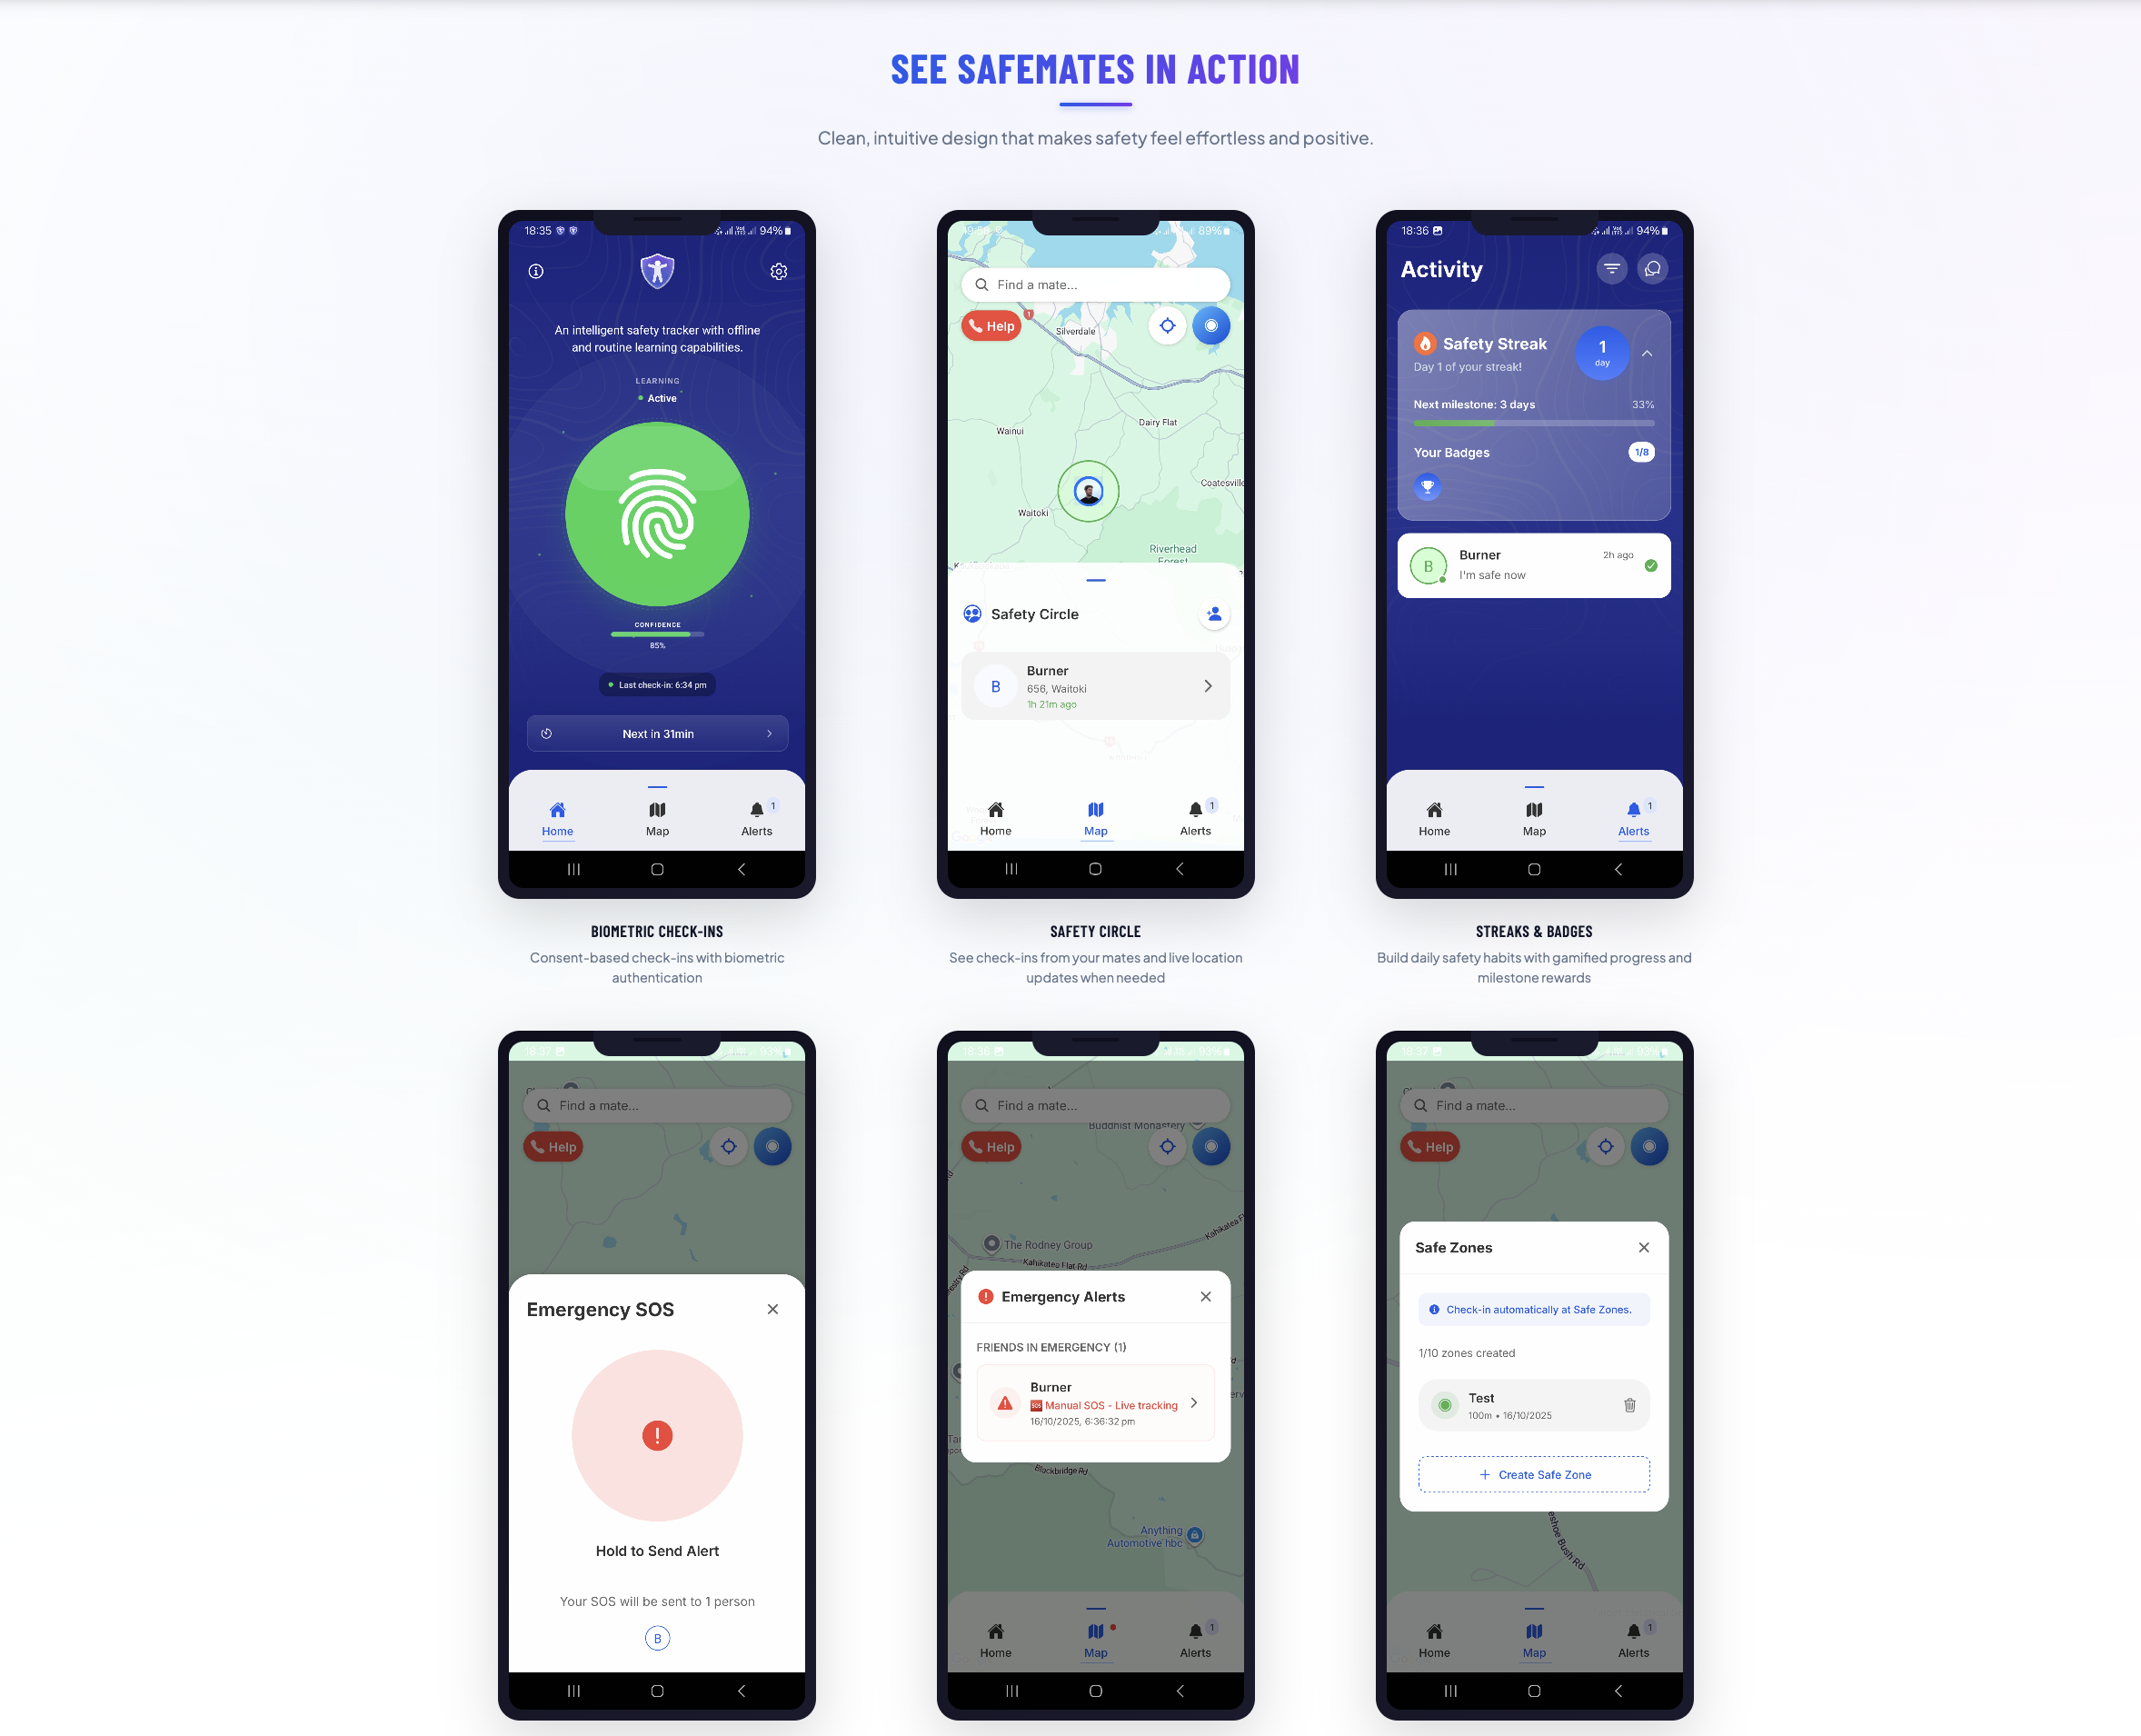 SEE SAFEMATES IN ACTION
Clean, intuitive design that makes safety feel effortless and positive.
18:35
94%
An intelligent safety tracker with offline
and routine learning capabilities.
LEARNING
Active
CONFIDENCE
85%
Last check-in: 6:34 pm
Next in 31min
Home
Map
Alerts
1
BIOMETRIC CHECK-INS
Consent-based check-ins with biometric
authentication
89%
Find a mate...
Help
1
Silverdale
Wainui
Dairy Flat
Coatesville
Waitoki
Riverhead
Forest
Safety Circle
B
Burner
656, Waitoki
1h 21m ago
Home
Map
Alerts
1
SAFETY CIRCLE
See check-ins from your mates and live location
updates when needed
18:36
94%
Activity
Safety Streak
Day 1 of your streak!
1
day
Next milestone: 3 days
33%
Your Badges
1/8
B
Burner
2h ago
I'm safe now
Home
Map
Alerts
1
STREAKS & BADGES
Build daily safety habits with gamified progress and
milestone rewards
18:37
93%
Find a mate...
Help
Emergency SOS
Hold to Send Alert
Your SOS will be sent to 1 person
B
93%
Find a mate...
Buddhist Monastery
Help
The Rodney Group
Kahikatea Flat Rd
Emergency Alerts
FRIENDS IN EMERGENCY (1)
Burner
SOS Manual SOS - Live tracking
16/10/2025, 6:36:32 pm
Blackbridge Rd
Anything
Automotive hbc
Home
Map
Alerts
1
18:37
93%
Find a mate...
Help
Safe Zones
Check-in automatically at Safe Zones.
1/10 zones created
Test
100m • 16/10/2025
Create Safe Zone
Bush Rd
Home
Map
Alerts
1